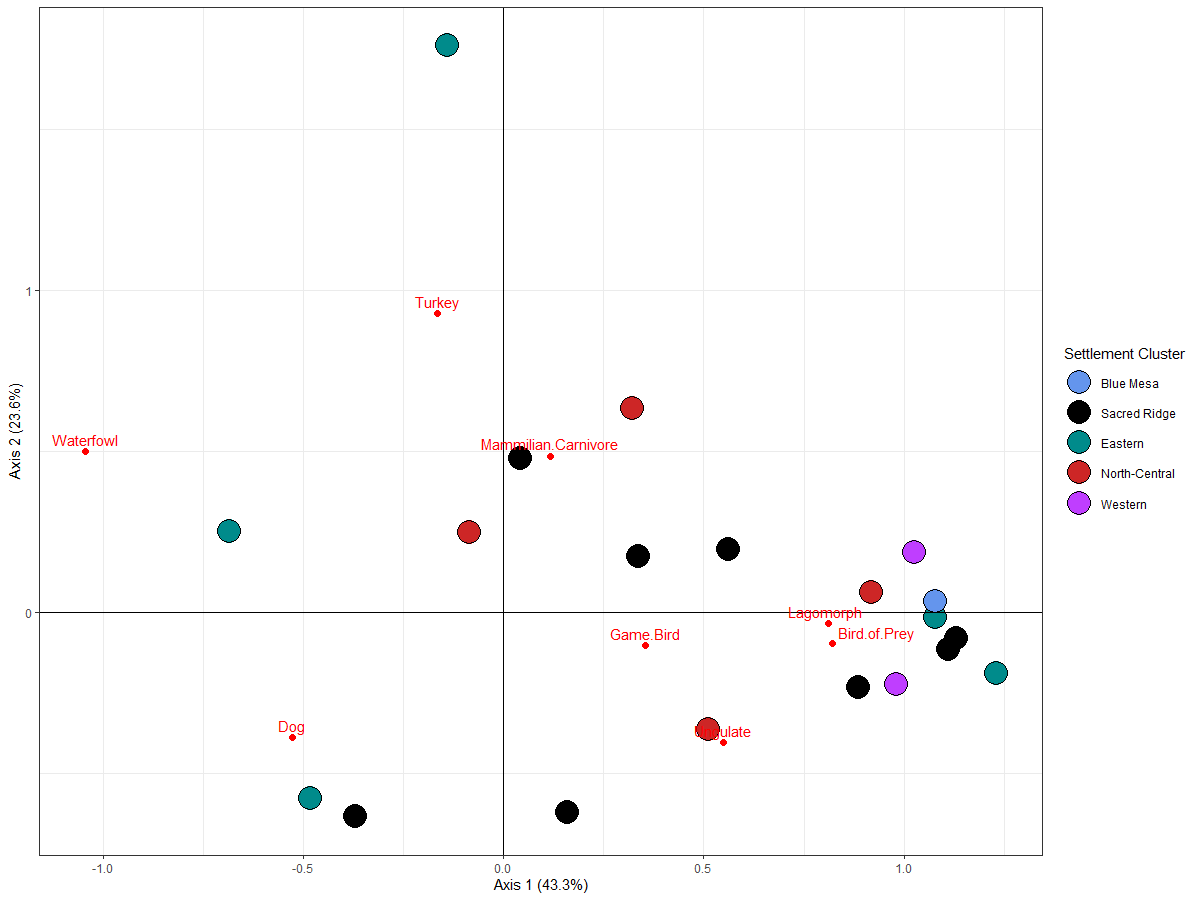 Turkey
Waterfowl
Mammilian.Carnivore
Lagomorph
Bird.of.Prey
Game.Bird
Dog
Ungulate
1
0
-1.0
-0.5
0.0
0.5
1.0
Axis 1 (43.3%)
Axis 2 (23.6%)
Settlement Cluster
Blue Mesa
Sacred Ridge
Eastern
North-Central
Western